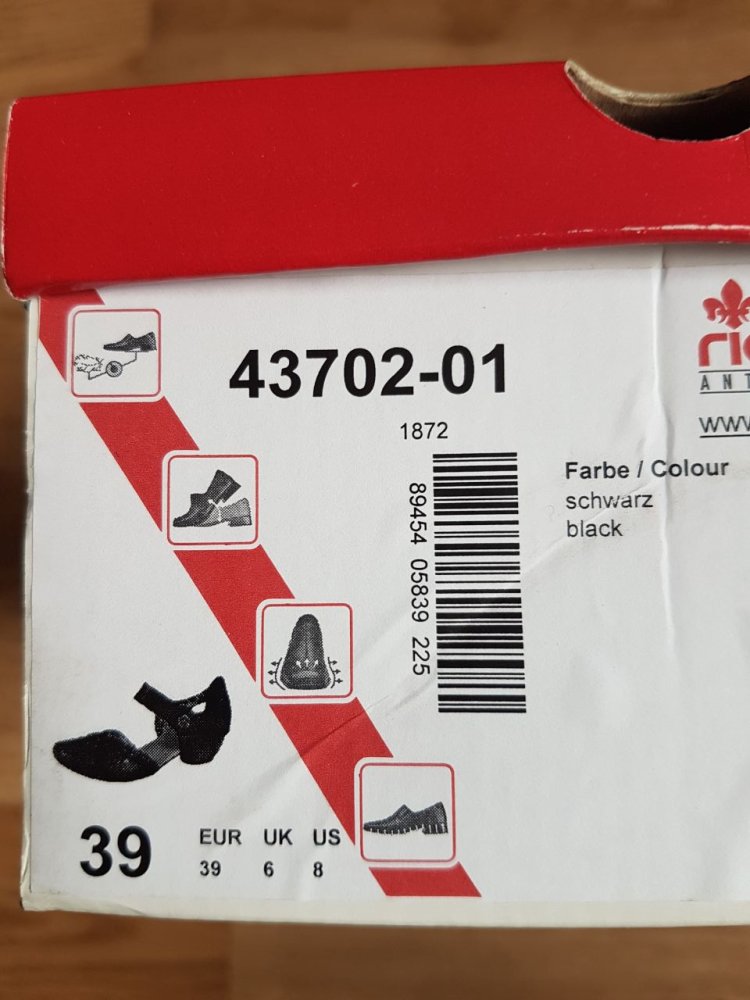 43702-01
1872
89454 05839 225
Farbe / Colour
schwarz
black
39
EUR UK US
39 6 8